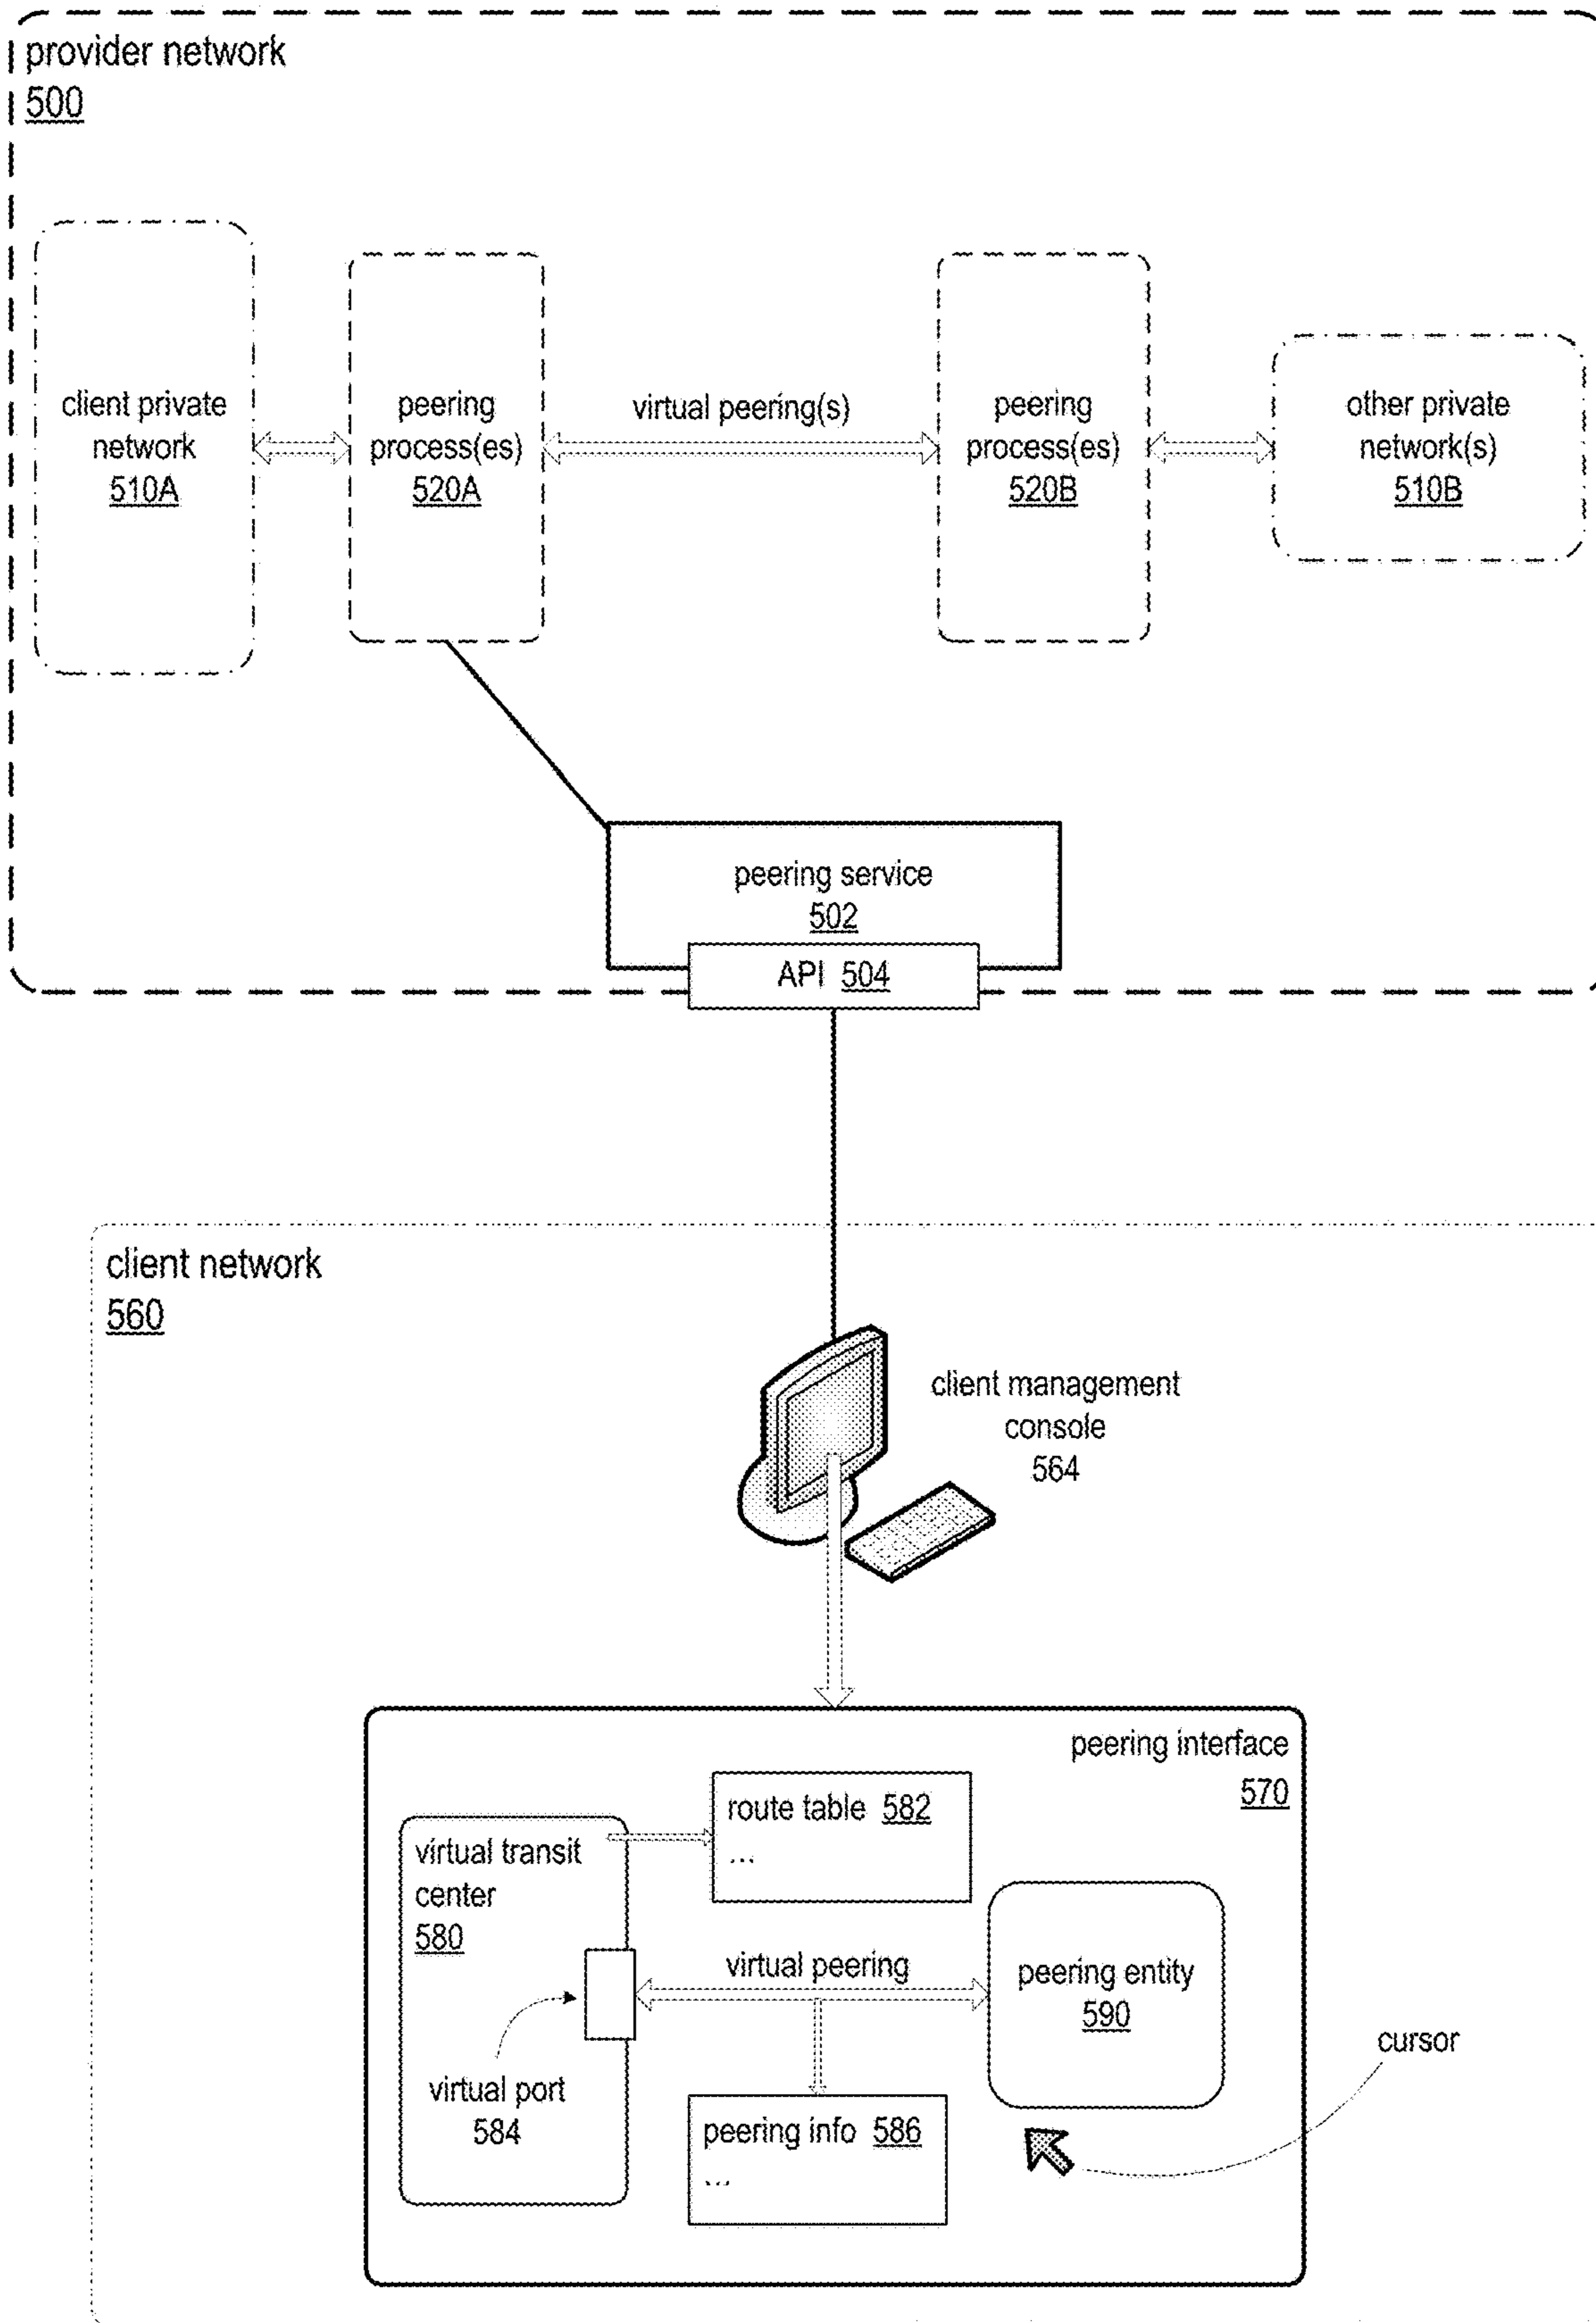 provider network
500
client private
network
510A
peering
process(es)
520A
virtual peering(s)
peering
process(es)
520B
other private
network(s)
510B
peering service
502
API 504
client network
560
client management
console
564
peering interface
570
route table 582
...
virtual transit
center
580
virtual peering
peering entity
590
virtual port
584
peering info 586
...
cursor